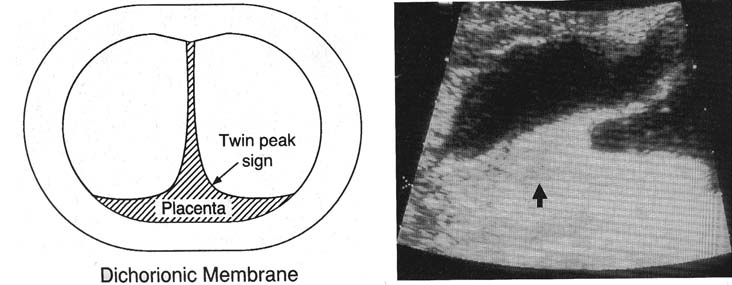 Twin peak
sign
Placenta
Dichorionic Membrane